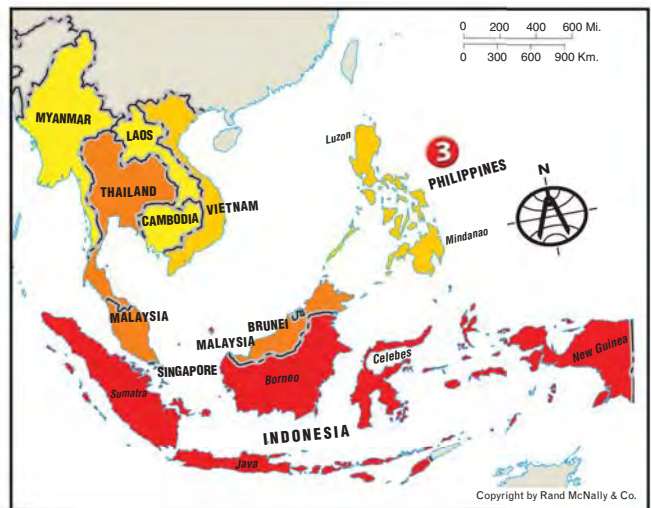 0 200 400 600 Mi.
0 300 600 900 Km.
MYANMAR
LAOS
Luzon
3
PHILIPPINES
N
THAILAND
VIETNAM
CAMBODIA
Mindanao
MALAYSIA
BRUNEI
MALAYSIA
SINGAPORE
Celebes
New Guinea
Sumatra
Borneo
INDONESIA
Java
Copyright by Rand McNally & Co.